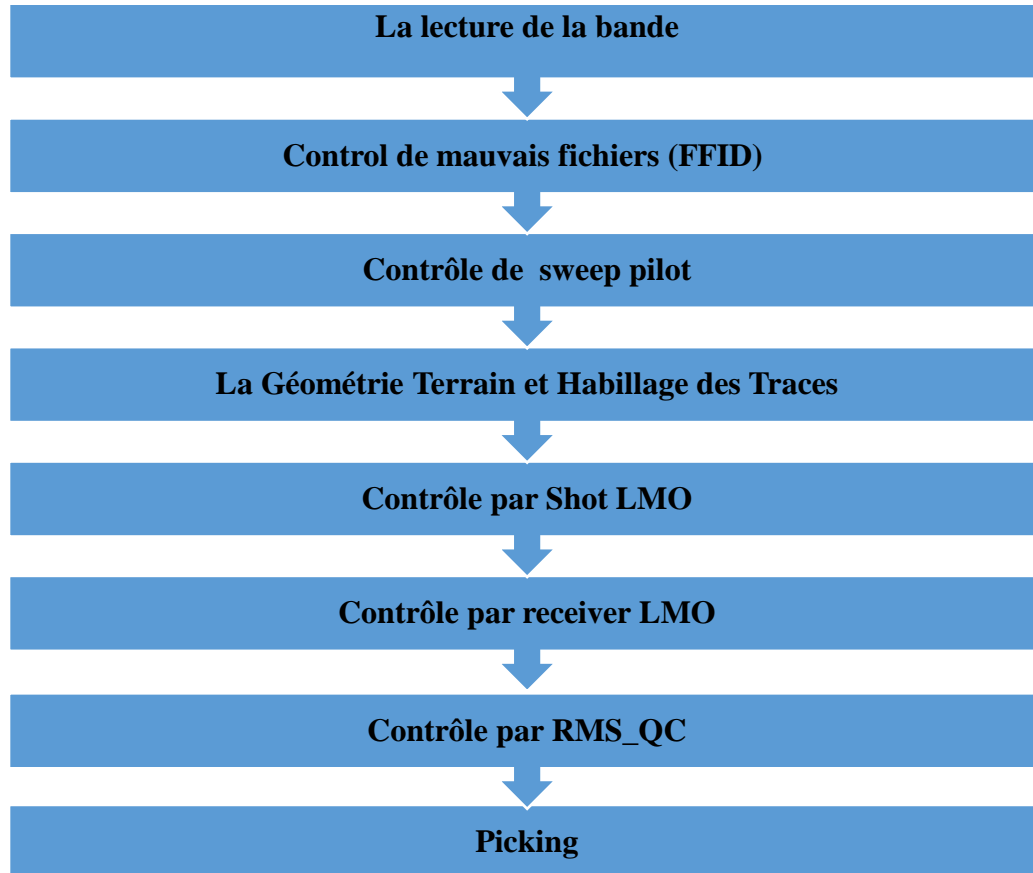 La lecture de la bande
Control de mauvais fichiers (FFID)
Contrôle de  sweep pilot
La Géométrie Terrain et Habillage des Traces
Contrôle par Shot LMO
Contrôle par receiver LMO
Contrôle par RMS_QC
Picking